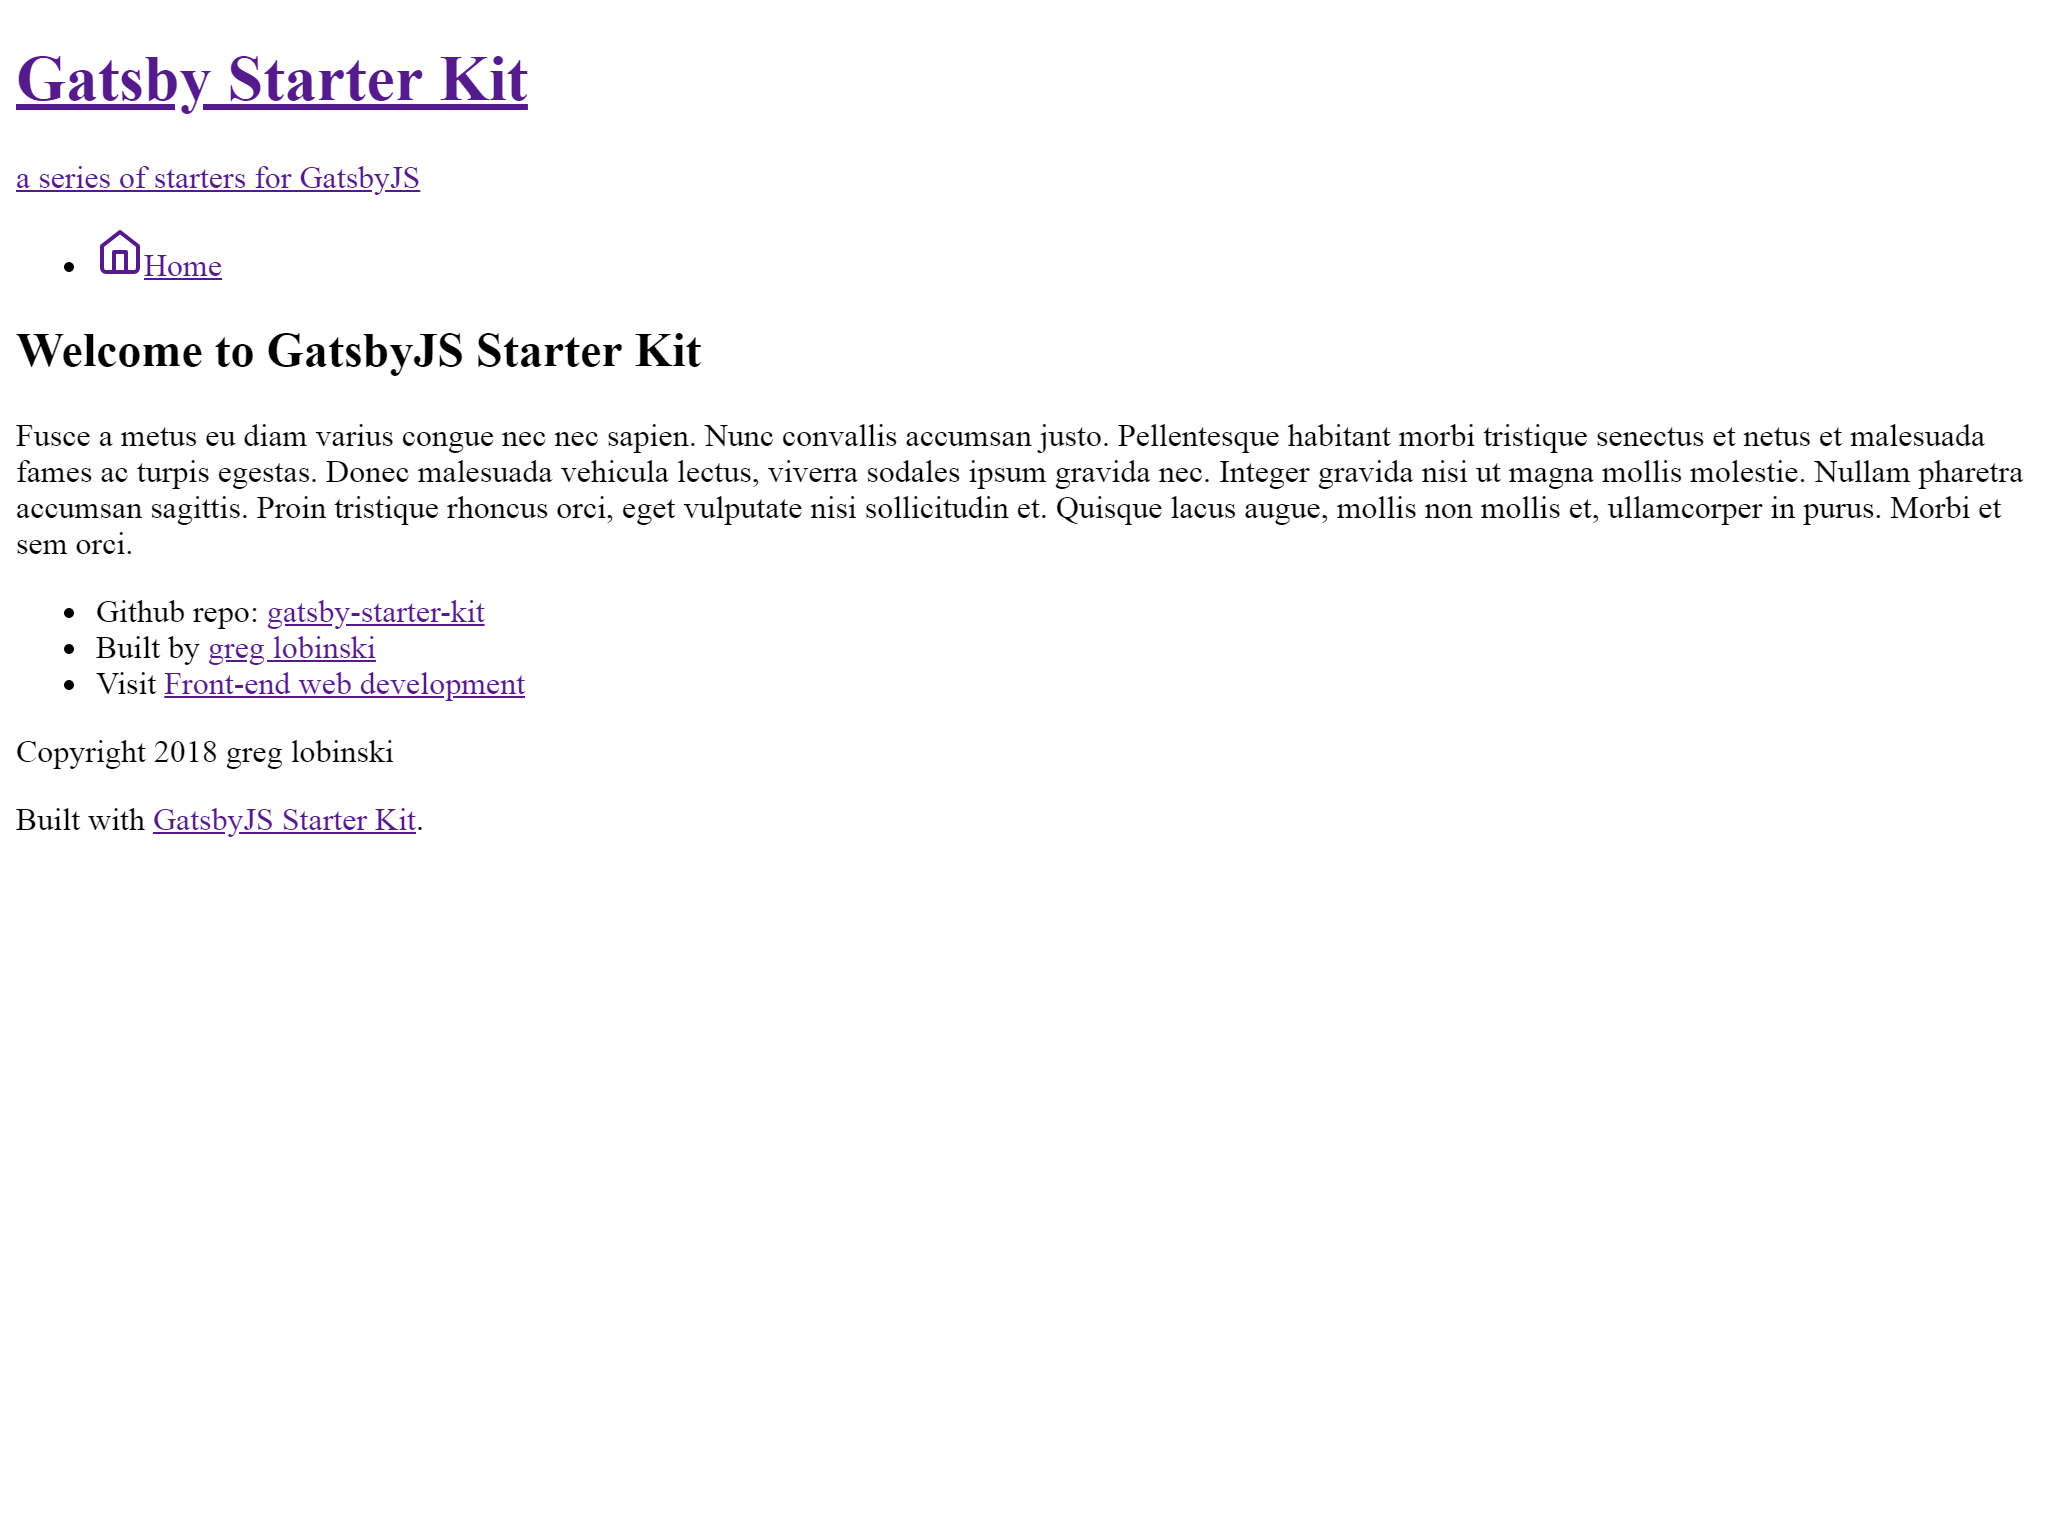 Gatsby Starter Kit
a series of starters for GatsbyJS
Home
Welcome to GatsbyJS Starter Kit
Fusce a metus eu diam varius congue nec nec sapien. Nunc convallis accumsan justo. Pellentesque habitant morbi tristique senectus et netus et malesuada
fames ac turpis egestas. Donec malesuada vehicula lectus, viverra sodales ipsum gravida nec. Integer gravida nisi ut magna mollis molestie. Nullam pharetra
accumsan sagittis. Proin tristique rhoncus orci, eget vulputate nisi sollicitudin et. Quisque lacus augue, mollis non mollis et, ullamcorper in purus. Morbi et
sem orci.
Github repo: gatsby-starter-kit
Built by greg lobinski
Visit Front-end web development
Copyright 2018 greg lobinski
Built with GatsbyJS Starter Kit.